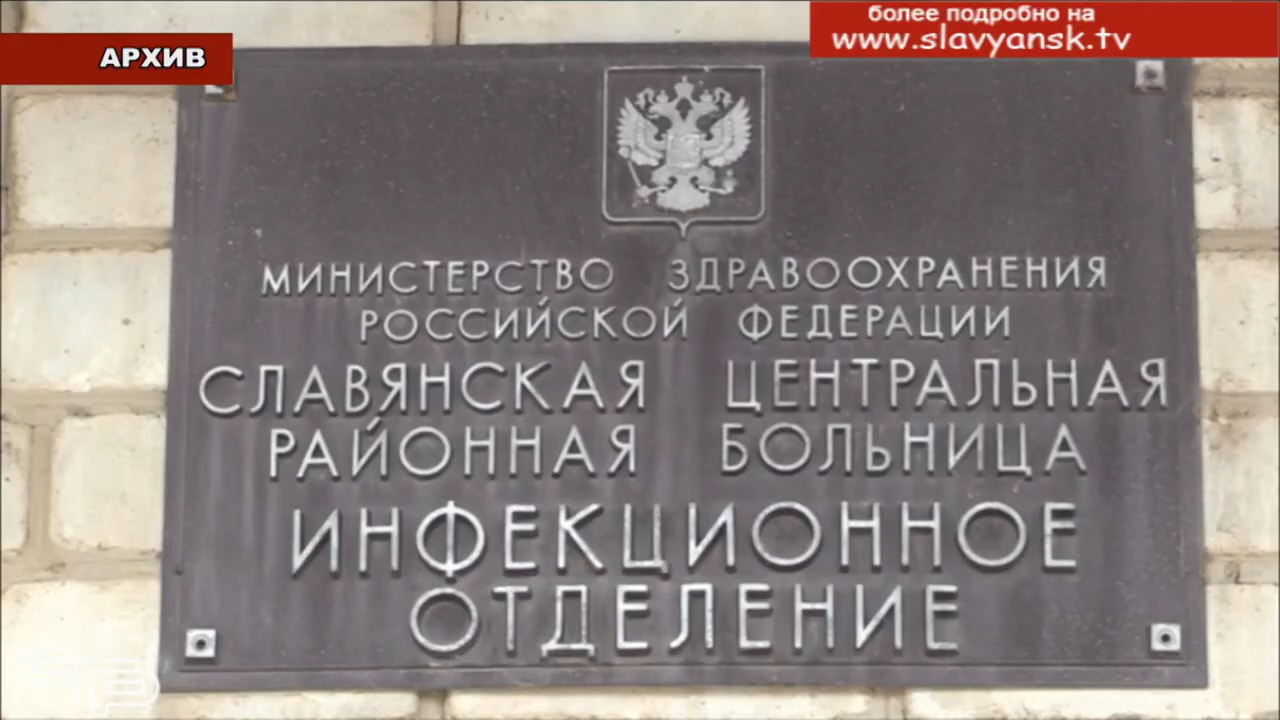 более подробно на
www.slavyansk.tv
АРХИВ
МИНИСТЕРСТВО ЗДРАВООХРАНЕНИЯ
РОССИЙСКОЙ ФЕДЕРАЦИИ
СЛАВЯНСКАЯ ЦЕНТРАЛЬНАЯ
РАЙОННАЯ БОЛЬНИЦА
ИНФЕКЦИОННОЕ
ОТДЕЛЕНИЕ